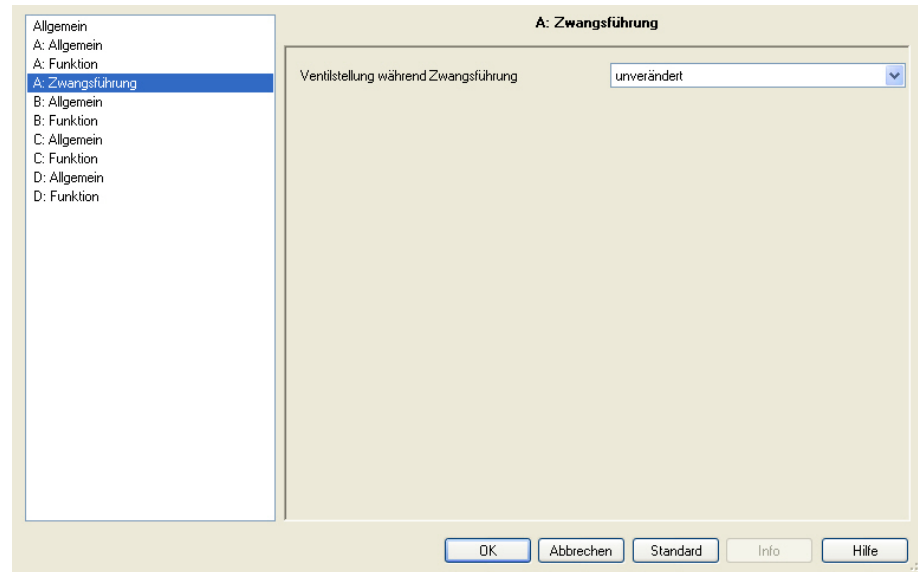 Allgemein
A: Allgemein
A: Funktion
A: Zwangsführung
B: Allgemein
B: Funktion
C: Allgemein
C: Funktion
D: Allgemein
D: Funktion
A: Zwangsführung
Ventilstellung während Zwangsführung
unverändert
OK
Abbrechen
Standard
Info
Hilfe